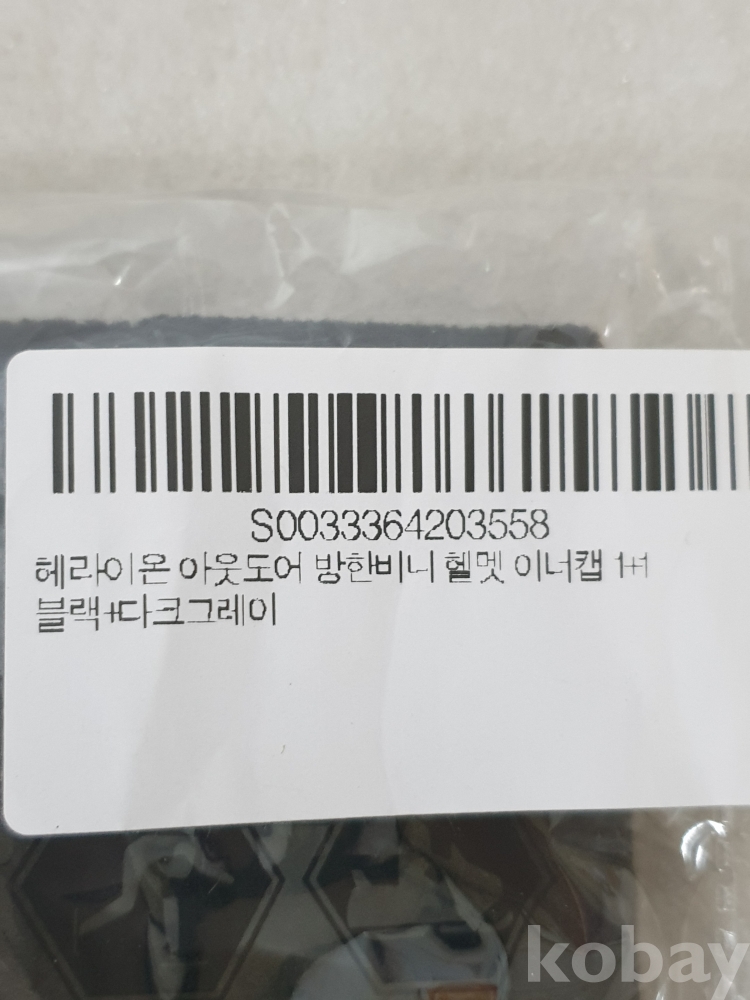 S0033364203558
헤라이온 아웃도어 방한비니 헬멧 이너캡 1+1
블랙+다크그레이
kobay